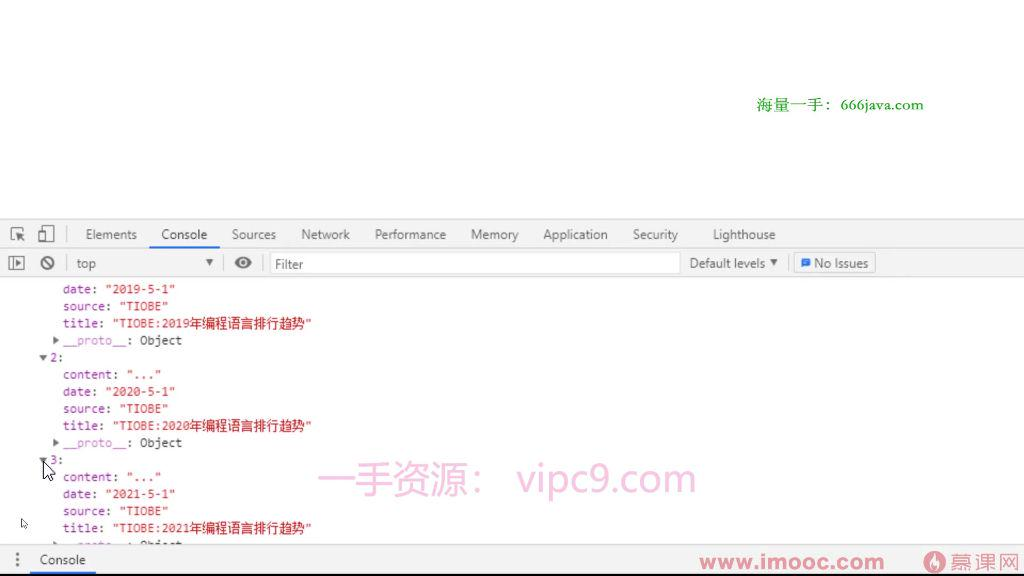 海量一手：666java.com
Elements Console Sources Network Performance Memory Application Security Lighthouse
top Filter Default levels No Issues
date: "2019-5-1"
source: "TIOBE"
title: "TIOBE:2019年编程语言排行趋势"
__proto__: Object
2:
content: "..."
date: "2020-5-1"
source: "TIOBE"
title: "TIOBE:2020年编程语言排行趋势"
__proto__: Object
3:
content: "..."
一手资源： vipc9.com
date: "2021-5-1"
source: "TIOBE"
title: "TIOBE:2021年编程语言排行趋势"
__proto__: Object
Console
www.imooc.com 慕课网